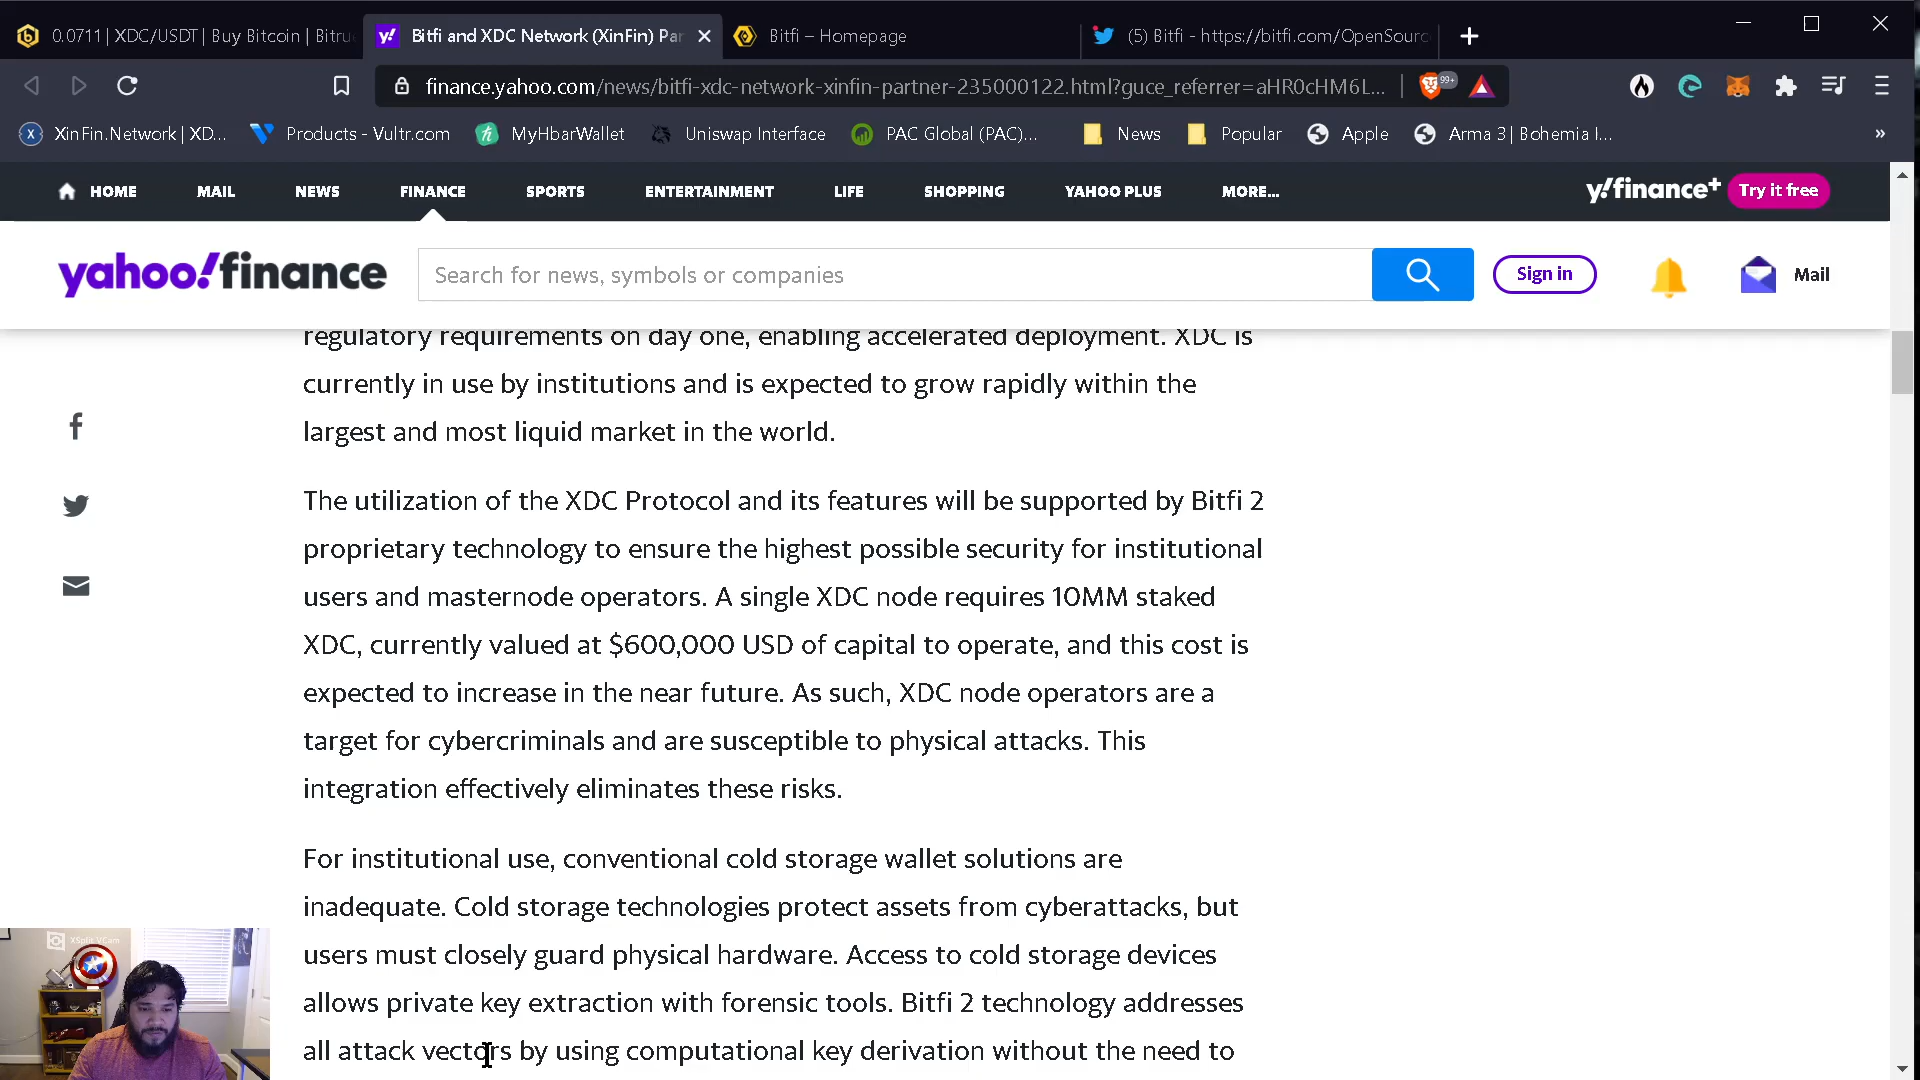 0.0711 | XDC/USDT | Buy Bitcoin | Bitrue
Bitfi and XDC Network (XinFin) Par
Bitfi – Homepage
(5) Bitfi - https://bitfi.com/OpenSourc
finance.yahoo.com/news/bitfi-xdc-network-xinfin-partner-235000122.html?guce_referrer=aHR0cHM6L...
99+
XinFin.Network | XD...
Products - Vultr.com
MyHbarWallet
Uniswap Interface
PAC Global (PAC)...
News
Popular
Apple
Arma 3 | Bohemia I...
»
HOME
MAIL
NEWS
FINANCE
SPORTS
ENTERTAINMENT
LIFE
SHOPPING
YAHOO PLUS
MORE...
y!finance+
Try it free
yahoo!finance
Search for news, symbols or companies
Sign in
Mail
regulatory requirements on day one, enabling accelerated deployment. XDC is
currently in use by institutions and is expected to grow rapidly within the
largest and most liquid market in the world.
The utilization of the XDC Protocol and its features will be supported by Bitfi 2
proprietary technology to ensure the highest possible security for institutional
users and masternode operators. A single XDC node requires 10MM staked
XDC, currently valued at $600,000 USD of capital to operate, and this cost is
expected to increase in the near future. As such, XDC node operators are a
target for cybercriminals and are susceptible to physical attacks. This
integration effectively eliminates these risks.
For institutional use, conventional cold storage wallet solutions are
inadequate. Cold storage technologies protect assets from cyberattacks, but
users must closely guard physical hardware. Access to cold storage devices
allows private key extraction with forensic tools. Bitfi 2 technology addresses
all attack vectors by using computational key derivation without the need to
XSplit VCam